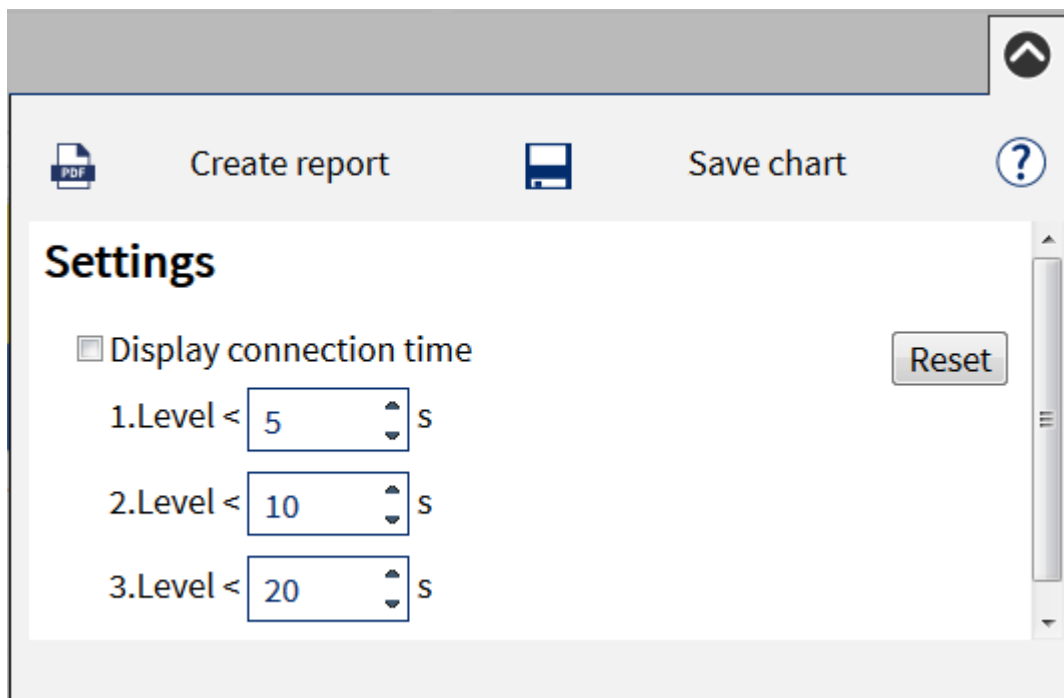 PDF Create report Save chart ?
Settings
Display connection time
Reset
1.Level < 5 s
2.Level < 10 s
3.Level < 20 s